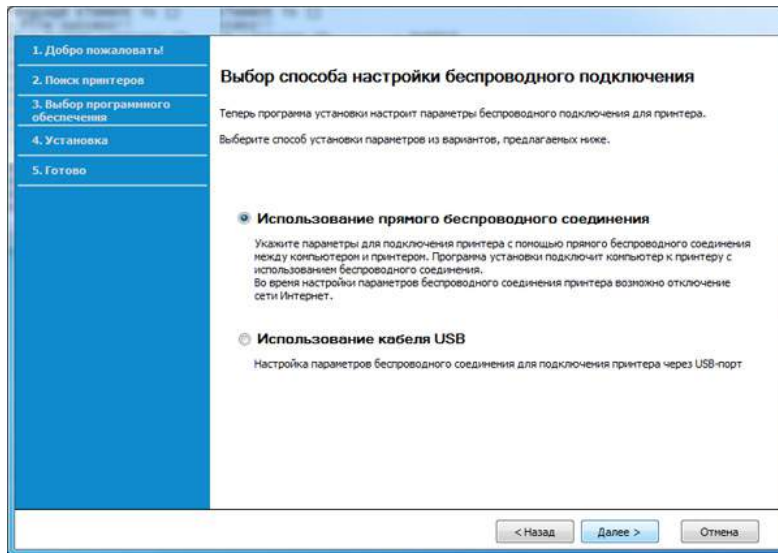 1. Добро пожаловать!
2. Поиск принтеров
3. Выбор программного
обеспечения
4. Установка
5. Готово
Выбор способа настройки беспроводного подключения
Теперь программа установки настроит параметры беспроводного подключения для принтера.
Выберите способ установки параметров из вариантов, предлагаемых ниже.
Использование прямого беспроводного соединения
Укажите параметры для подключения принтера с помощью прямого беспроводного соединения
между компьютером и принтером. Программа установки подключит компьютер к принтеру с
использованием беспроводного соединения.
Во время настройки параметров беспроводного соединения принтера возможно отключение
сети Интернет.
Использование кабеля USB
Настройка параметров беспроводного соединения для подключения принтера через USB-порт
< Назад
Далее >
Отмена